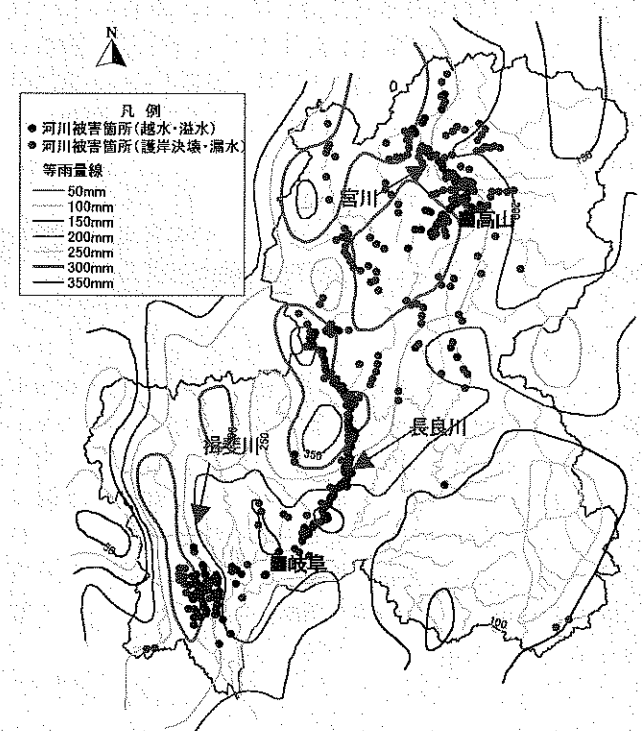 N
凡例
河川被害箇所(越水・溢水)
河川被害箇所(護岸決壊・漏水)
等雨量線
50mm
100mm
150mm
200mm
250mm
300mm
350mm
宮川
高山
揖斐川
350
長良川
岐阜
100